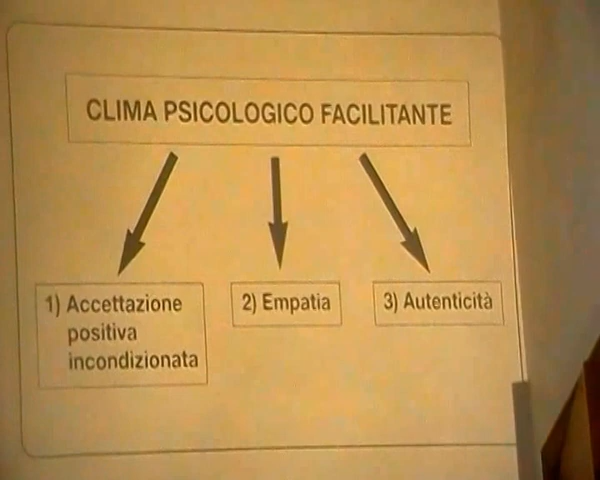 CLIMA PSICOLOGICO FACILITANTE
1) Accettazione
positiva
incondizionata
2) Empatia
3) Autenticità